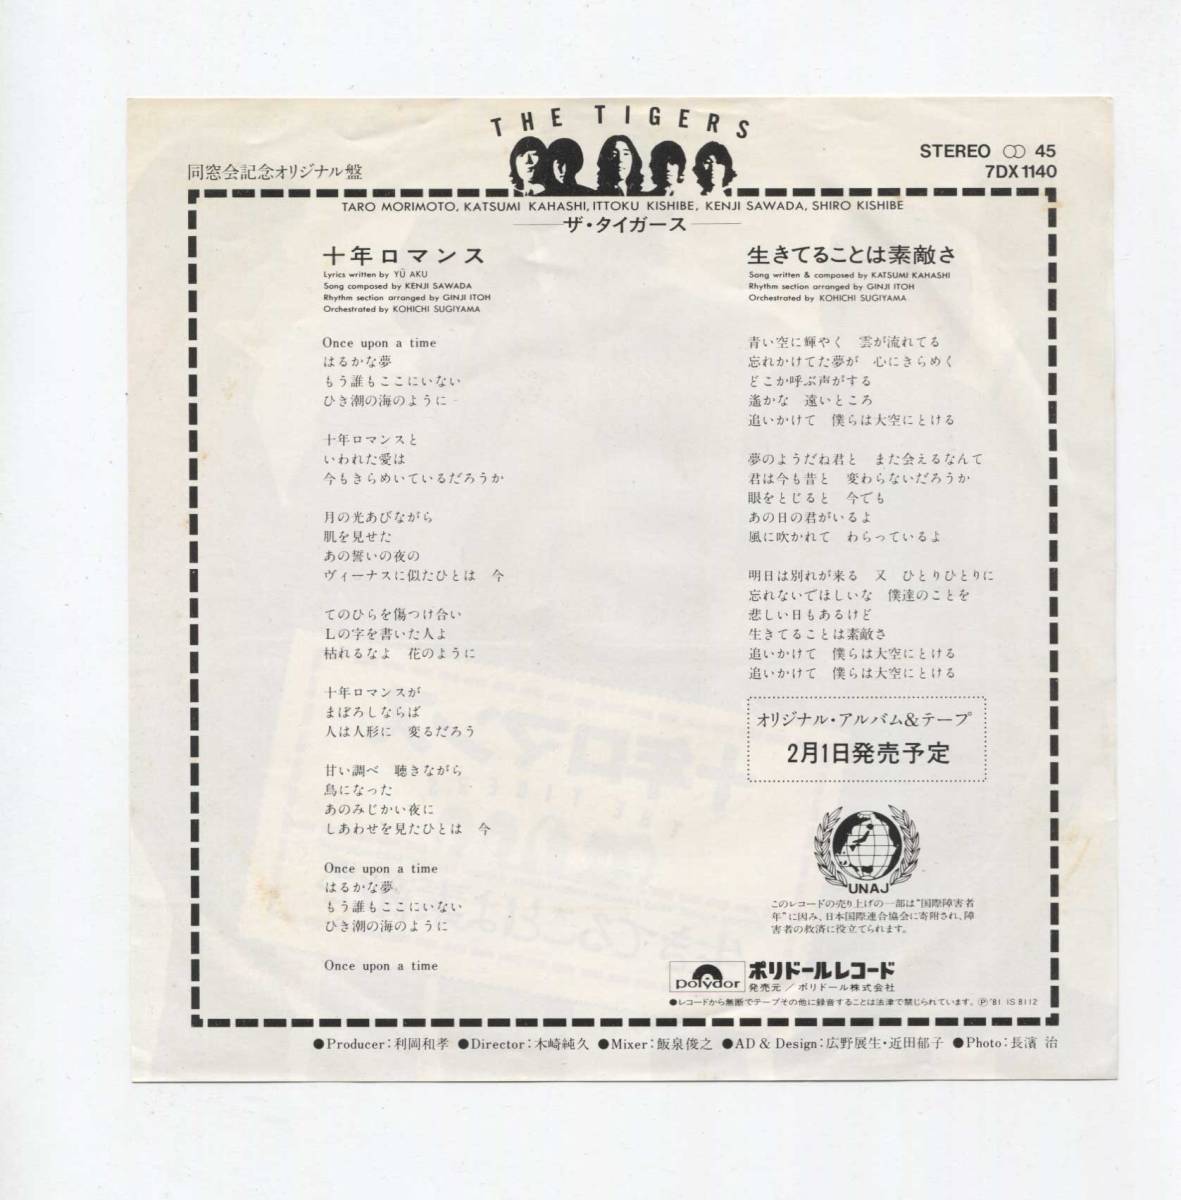 THE TIGERS
同窓会記念オリジナル盤
STEREO 45
7DX1140
TARO MORIMOTO, KATSUMI KAHASHI, ITTOKU KISHIBE, KENJI SAWADA, SHIRO KISHIBE
ザ・タイガース
十年ロマンス
Lyrics written by YŪ AKU
Song composed by KENJI SAWADA
Rhythm section arranged by GINJI ITOH
Orchestrated by KOHICHI SUGIYAMA
Once upon a time
はるかな夢
もう誰もここにいない
ひき潮の海のように
十年ロマンスと
いわれた愛は
今もきらめいているだろうか
月の光あびながら
肌を見せた
あの誓いの夜の
ヴィーナスに似たひとは 今
てのひらを傷つけ合い
Lの字を書いた人よ
枯れるなよ 花のように
十年ロマンスが
まぼろしならば
人は人形に 変るだろう
甘い調べ 聴きながら
鳥になった
あのみじかい夜に
しあわせを見たひとは 今
Once upon a time
はるかな夢
もう誰もここにいない
ひき潮の海のように
Once upon a time
生きてることは素敵さ
Song written & composed by KATSUMI KAHASHI
Rhythm section arranged by GINJI ITOH
Orchestrated by KOHICHI SUGIYAMA
青い空に輝やく 雲が流れてる
忘れかけてた夢が 心にきらめく
どこか呼ぶ声がする
遙かな 遠いところ
追いかけて 僕らは大空にとける
夢のようだね君と また会えるなんて
君は今も昔と 変わらないだろうか
眼をとじると 今でも
あの日の君がいるよ
風に吹かれて わらっているよ
明日は別れが来る 又 ひとりひとりに
忘れないでほしいな 僕達のことを
悲しい日もあるけど
生きてることは素敵さ
追いかけて 僕らは大空にとける
追いかけて 僕らは大空にとける
オリジナル・アルバム&テープ
2月1日発売予定
UNAJ
このレコードの売り上げの一部は“国際障害者
年”に因み、日本国際連合協会に寄附され、障
害者の救済に役立てられます。
polydor ポリドールレコード
発売元/ポリドール株式会社
●レコードから無断でテープその他に録音することは法律で禁じられています。Ⓟ'81 IS 8112
●Producer:利岡和孝 ●Director:木崎純久 ●Mixer:飯泉俊之 ●AD & Design:広野展生・近田郁子 ●Photo:長濱 治